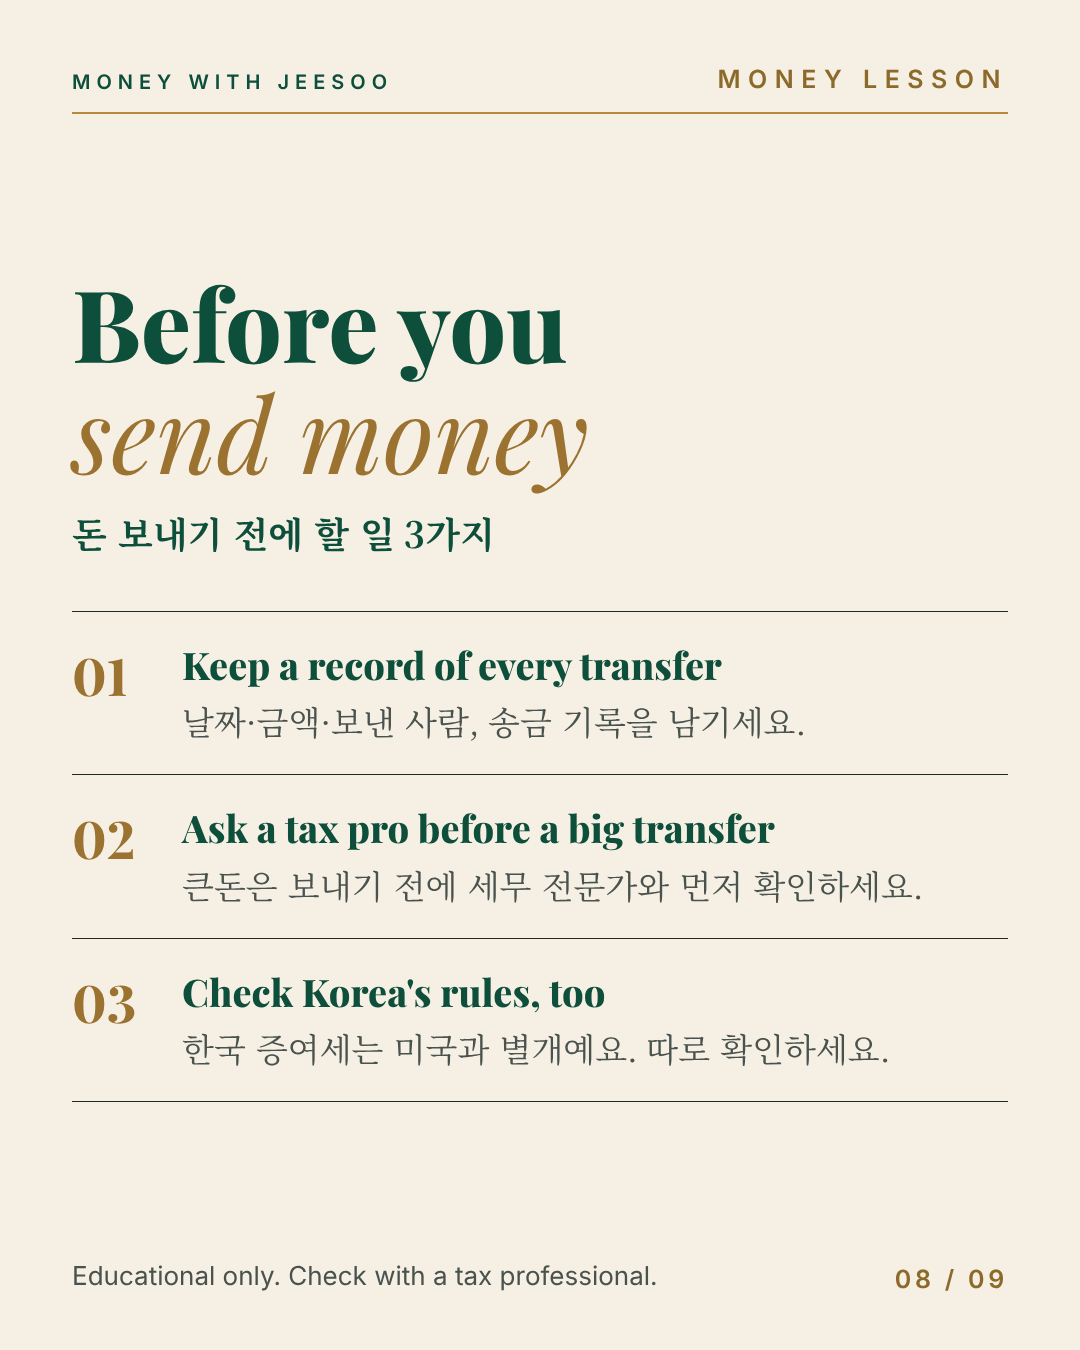 MONEY WITH JEESOO
MONEY LESSON
Before you
send money
돈 보내기 전에 할 일 3가지
01
Keep a record of every transfer
날짜·금액·보낸 사람, 송금 기록을 남기세요.
02
Ask a tax pro before a big transfer
큰돈은 보내기 전에 세무 전문가와 먼저 확인하세요.
03
Check Korea's rules, too
한국 증여세는 미국과 별개예요. 따로 확인하세요.
Educational only. Check with a tax professional.
08 / 09